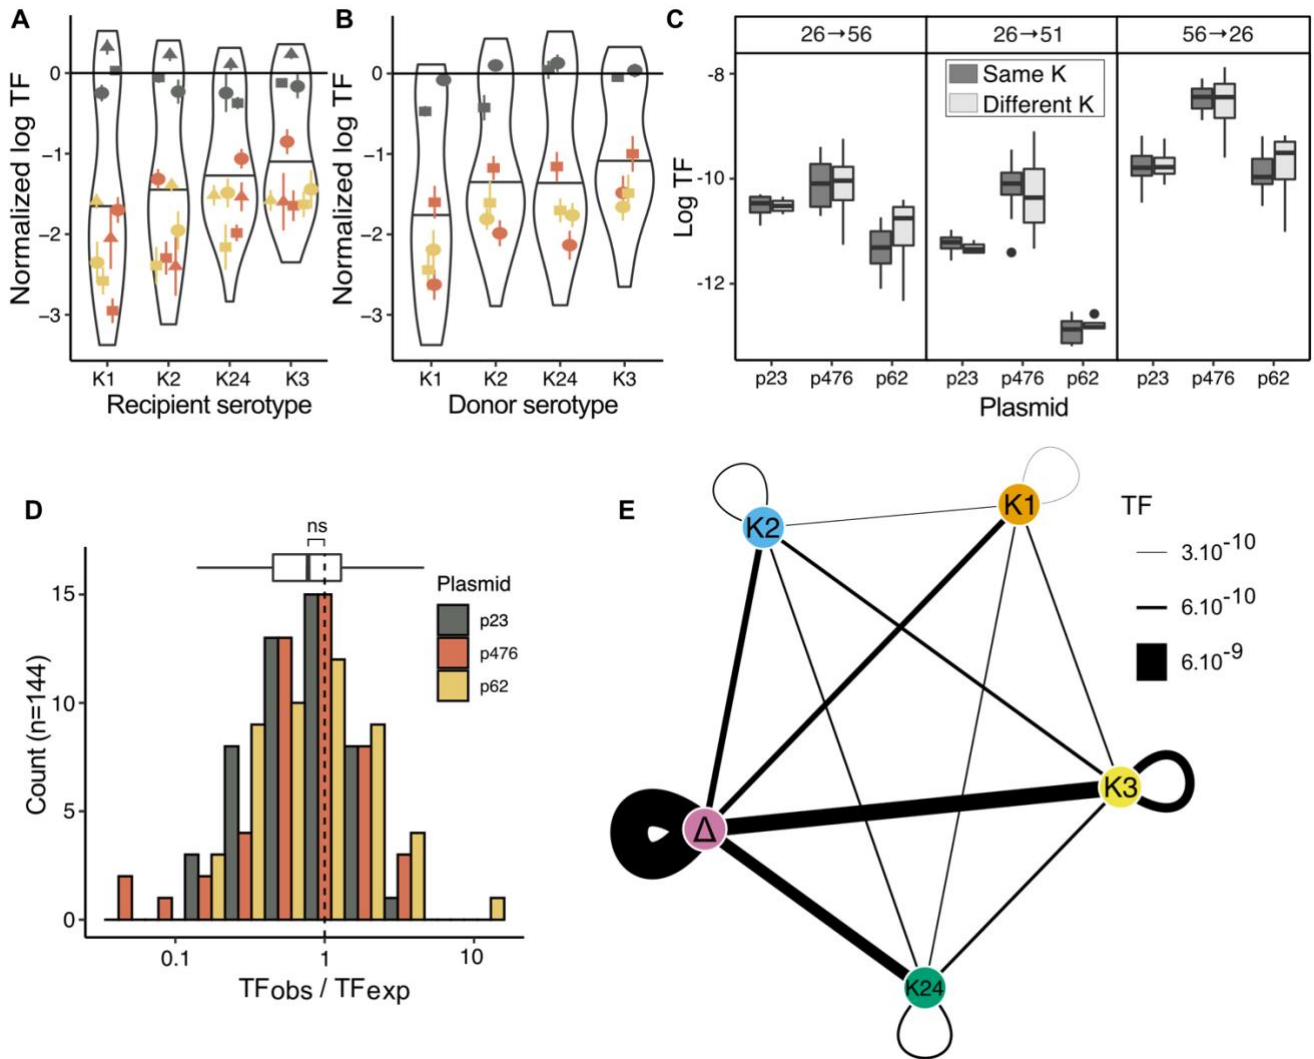 A
Normalized log TF
0
−1
−2
−3
K1 K2 K24 K3
Recipient serotype
B
Normalized log TF
0
−1
−2
−3
K1 K2 K24 K3
Donor serotype
C
26→56 26→51 56→26
Log TF
-8
-10
-12
Same K
Different K
p23 p476 p62 p23 p476 p62 p23 p476 p62
Plasmid
D
ns
Count (n=144)
15
10
5
0
Plasmid
p23
p476
p62
0.1 1 10
TFobs / TFexp
E
K2
K1
K3
Δ
K24
TF
3.10-10
6.10-10
6.10-9